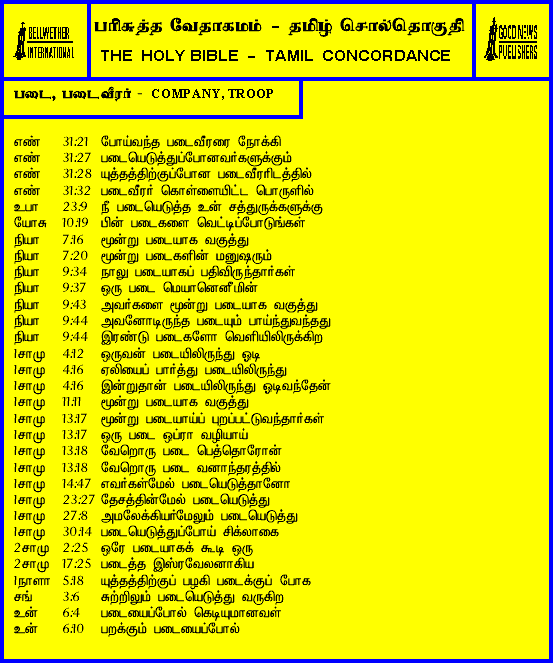 BELLWETHER
INTERNATIONAL
பரிசுத்த வேதாகமம் - தமிழ் சொல்தொகுதி
THE HOLY BIBLE - TAMIL CONCORDANCE
GOOD NEWS
PUBLISHERS
படை, படைவீரர் - COMPANY, TROOP
எண் 31:21 போய்வந்த படைவீரரை நோக்கி
எண் 31:27 படையெடுத்துப்போனவர்களுக்கும்
எண் 31:28 யுத்தத்திற்குப்போன படைவீரரிடத்தில்
எண் 31:32 படைவீரர் கொள்ளையிட்ட பொருளில்
உபா 23:9 நீ படையெடுத்த உன் சத்துருக்களுக்கு
யோசு 10:19 பின் படைகளை வெட்டிப்போடுங்கள்
நியா 7:16 மூன்று படையாக வகுத்து
நியா 7:20 மூன்று படைகளின் மனுஷரும்
நியா 9:34 நாலு படையாகப் பதிவிருந்தார்கள்
நியா 9:37 ஒரு படை மெயானெனீமின்
நியா 9:43 அவர்களை மூன்று படையாக வகுத்து
நியா 9:44 அவனோடிருந்த படையும் பாய்ந்துவந்தது
நியா 9:44 இரண்டு படைகளோ வெளியிலிருக்கிற
1சாமு 4:12 ஒருவன் படையிலிருந்து ஓடி
1சாமு 4:16 ஏலியைப் பார்த்து படையிலிருந்து
1சாமு 4:16 இன்றுதான் படையிலிருந்து ஓடிவந்தேன்
1சாமு 11:11 மூன்று படையாக வகுத்து
1சாமு 13:17 மூன்று படையாய்ப் புறப்பட்டுவந்தார்கள்
1சாமு 13:17 ஒரு படை ஒப்ரா வழியாய்
1சாமு 13:18 வேறொரு படை பெத்தொரோன்
1சாமு 13:18 வேறொரு படை வனாந்தரத்தில்
1சாமு 14:47 எவர்கள்மேல் படையெடுத்தானோ
1சாமு 23:27 தேசத்தின்மேல் படையெடுத்து
1சாமு 27:8 அமலேக்கியர்மேலும் படையெடுத்து
1சாமு 30:14 படையெடுத்துப்போய் சிக்லாகை
2சாமு 2:25 ஒரே படையாகக் கூடி ஒரு
2சாமு 17:25 படைத்த இஸ்ரவேலனாகிய
1நாளா 5:18 யுத்தத்திற்குப் பழகி படைக்குப் போக
சங் 3:6 சுற்றிலும் படையெடுத்து வருகிற
உன் 6:4 படையைப்போல் கெடியுமானவள்
உன் 6:10 பறக்கும் படையைப்போல்